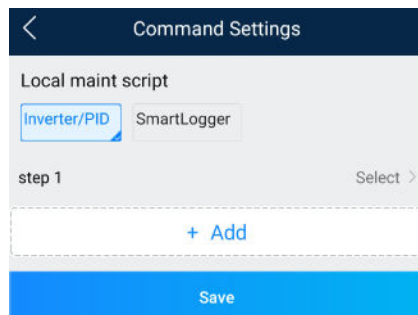 Command Settings
Local maint script
Inverter/PID SmartLogger
step 1 Select >
+ Add
Save